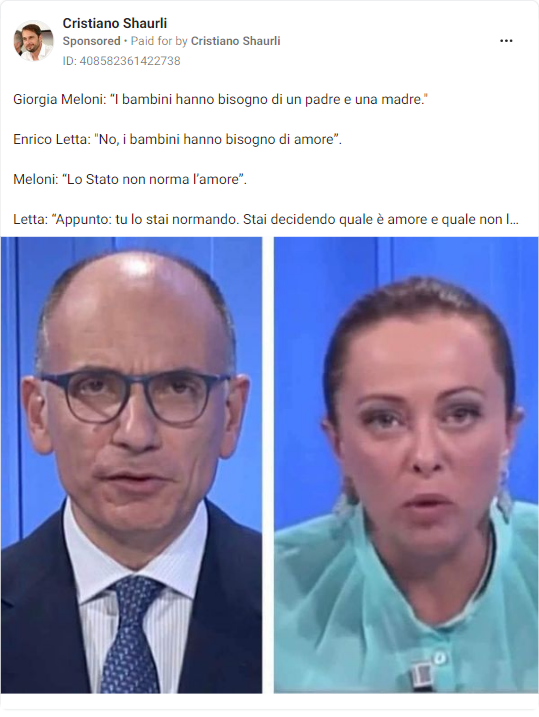 Cristiano Shaurli
Sponsored • Paid for by Cristiano Shaurli
ID: 408582361422738
Giorgia Meloni: “I bambini hanno bisogno di un padre e una madre."
Enrico Letta: "No, i bambini hanno bisogno di amore”.
Meloni: “Lo Stato non norma l’amore”.
Letta: “Appunto: tu lo stai normando. Stai decidendo quale è amore e quale non l...